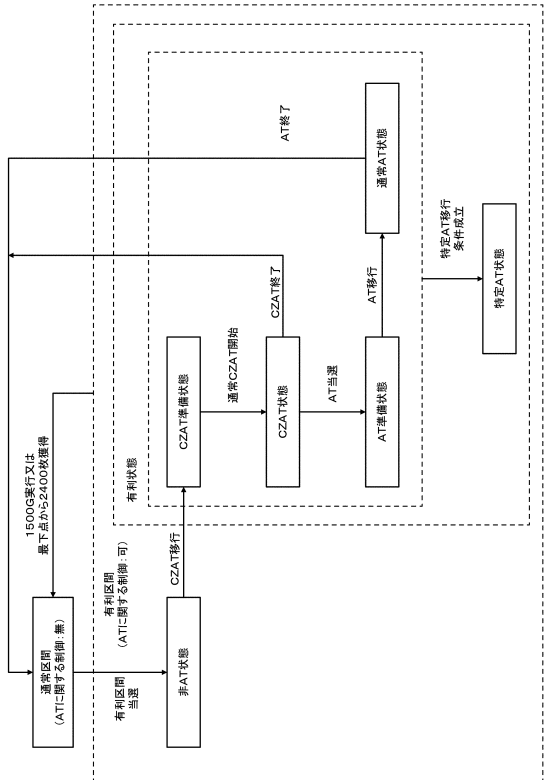 通常区間
(ATに関する制御:無)
1500G実行又は
最下点から2400枚獲得
有利区間
当選
有利区間
(ATに関する制御:可)
非AT状態
CZAT移行
有利状態
CZAT準備状態
通常CZAT開始
CZAT状態
CZAT終了
AT当選
AT準備状態
AT移行
通常AT状態
AT終了
特定AT移行
条件成立
特定AT状態